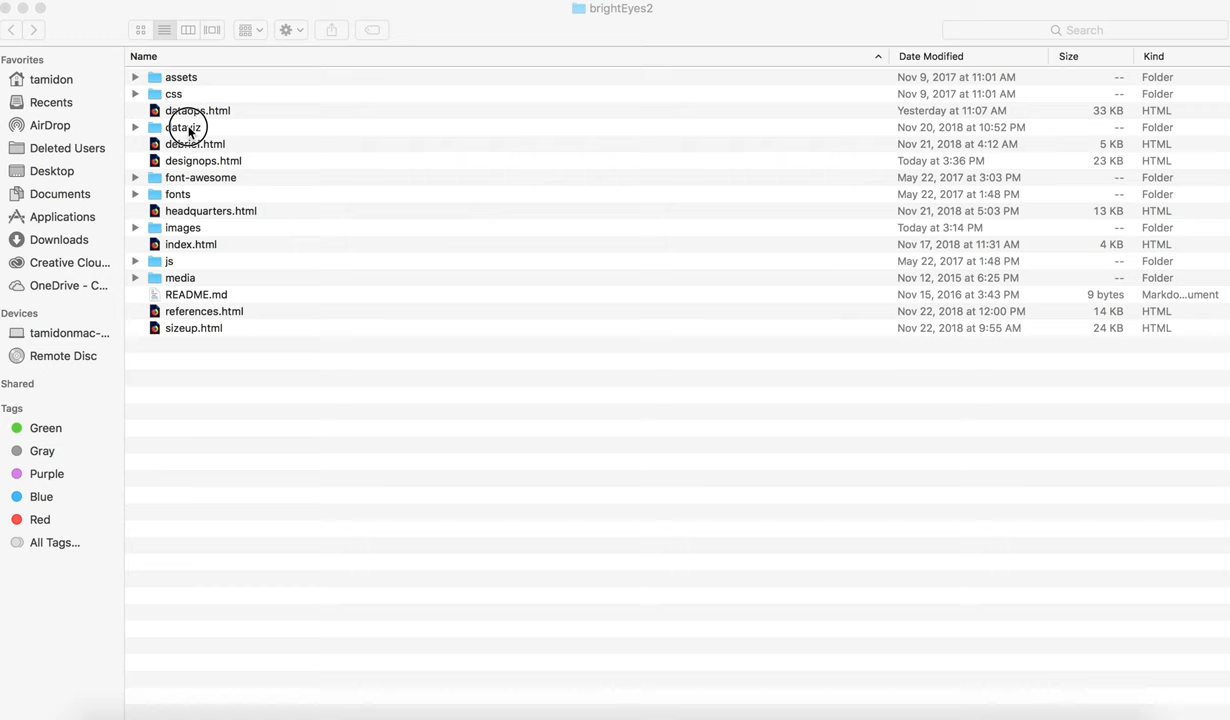 brightEyes2
Search
Favorites
tamidon
Recents
AirDrop
Deleted Users
Desktop
Documents
Applications
Downloads
Creative Clou...
OneDrive - C...
Devices
tamidonmac-...
Remote Disc
Shared
Tags
Green
Gray
Purple
Blue
Red
All Tags...
Name Date Modified Size Kind
assets Nov 9, 2017 at 11:01 AM -- Folder
css Nov 9, 2017 at 11:01 AM -- Folder
dataops.html Yesterday at 11:07 AM 33 KB HTML
Nov 20, 2018 at 10:52 PM -- Folder
debrief.html Nov 21, 2018 at 4:12 AM 5 KB HTML
designops.html Today at 3:36 PM 23 KB HTML
font-awesome May 22, 2017 at 3:03 PM -- Folder
fonts May 22, 2017 at 1:48 PM -- Folder
headquarters.html Nov 21, 2018 at 5:03 PM 13 KB HTML
images Today at 3:14 PM -- Folder
index.html Nov 17, 2018 at 11:31 AM 4 KB HTML
js May 22, 2017 at 1:48 PM -- Folder
media Nov 12, 2015 at 6:25 PM -- Folder
README.md Nov 15, 2016 at 3:43 PM 9 bytes Markdo...ument
references.html Nov 22, 2018 at 12:00 PM 14 KB HTML
sizeup.html Nov 22, 2018 at 9:55 AM 24 KB HTML